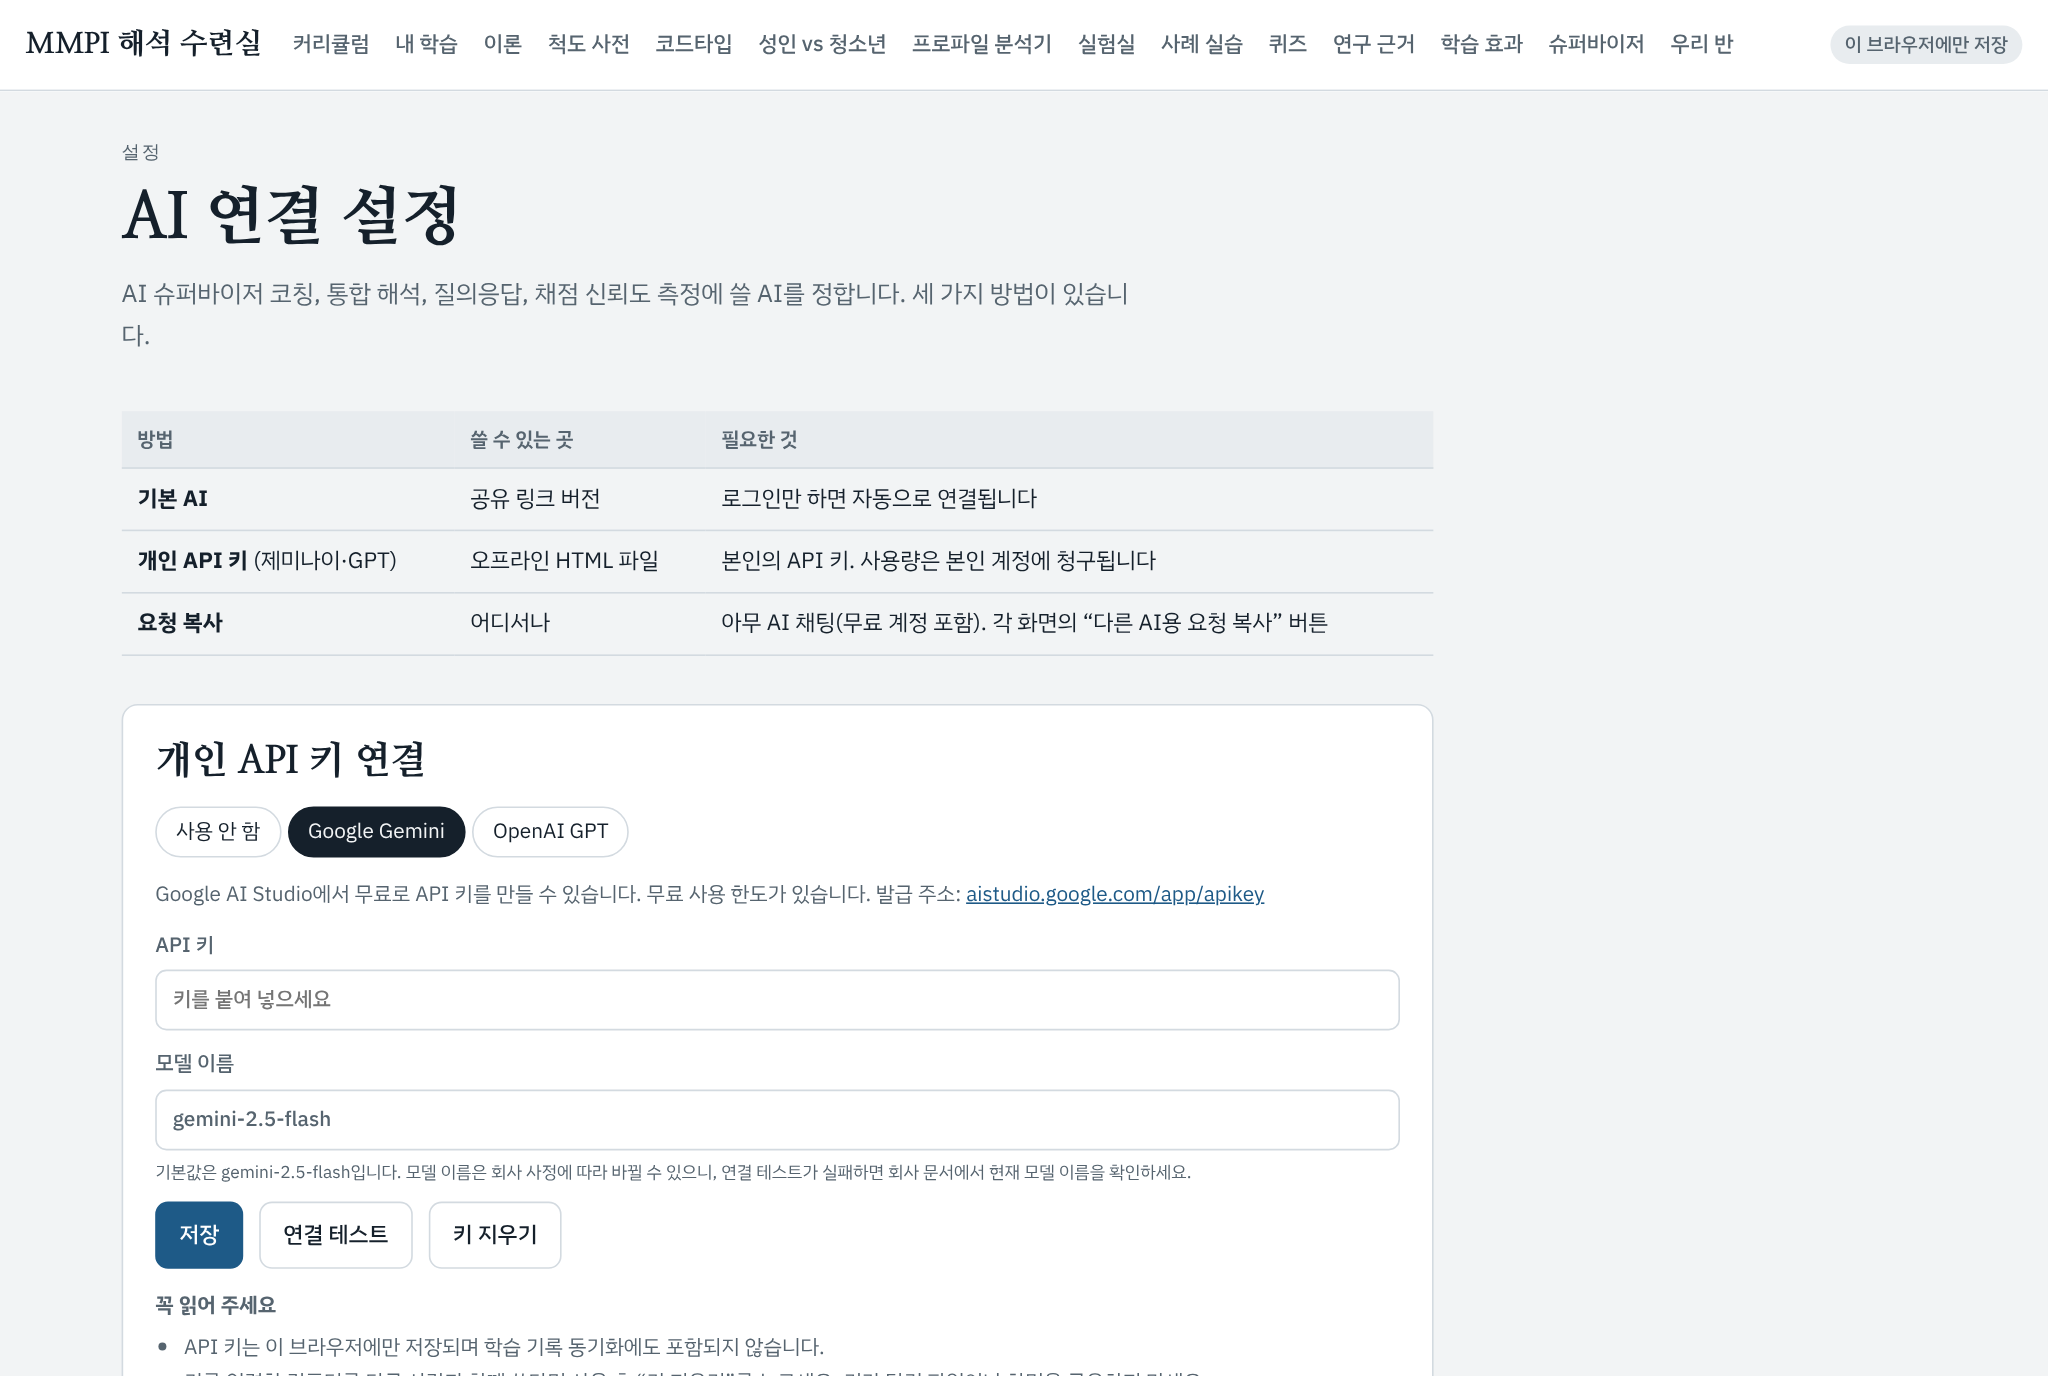 MMPI 해석 수련실 커리큘럼 내 학습 이론 척도 사전 코드타입 성인 vs 청소년 프로파일 분석기 실험실 사례 실습 퀴즈 연구 근거 학습 효과 슈퍼바이저 우리 반 이 브라우저에만 저장
설정
AI 연결 설정
AI 슈퍼바이저 코칭, 통합 해석, 질의응답, 채점 신뢰도 측정에 쓸 AI를 정합니다. 세 가지 방법이 있습니
다.
방법 쓸 수 있는 곳 필요한 것
기본 AI 공유 링크 버전 로그인만 하면 자동으로 연결됩니다
개인 API 키 (제미나이·GPT) 오프라인 HTML 파일 본인의 API 키. 사용량은 본인 계정에 청구됩니다
요청 복사 어디서나 아무 AI 채팅(무료 계정 포함). 각 화면의 “다른 AI용 요청 복사” 버튼
개인 API 키 연결
사용 안 함 Google Gemini OpenAI GPT
Google AI Studio에서 무료로 API 키를 만들 수 있습니다. 무료 사용 한도가 있습니다. 발급 주소: aistudio.google.com/app/apikey
API 키
키를 붙여 넣으세요
모델 이름
gemini-2.5-flash
기본값은 gemini-2.5-flash입니다. 모델 이름은 회사 사정에 따라 바뀔 수 있으니, 연결 테스트가 실패하면 회사 문서에서 현재 모델 이름을 확인하세요.
저장 연결 테스트 키 지우기
꼭 읽어 주세요
• API 키는 이 브라우저에만 저장되며 학습 기록 동기화에도 포함되지 않습니다.